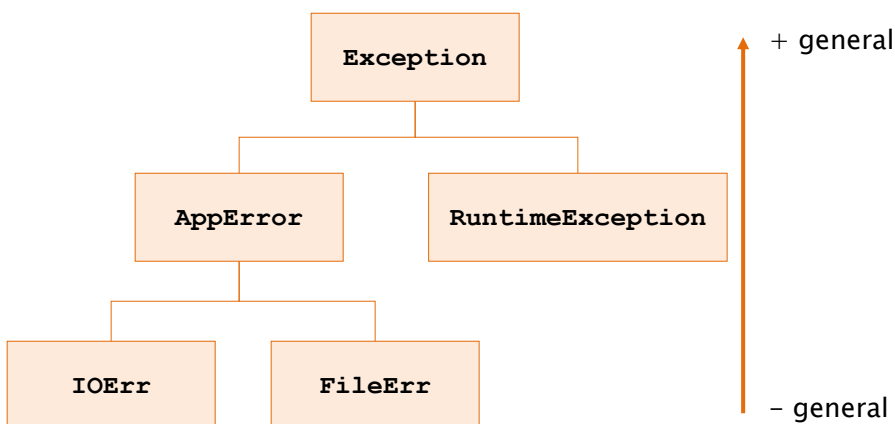 Exception
+ general
AppError
RuntimeException
IOErr
FileErr
- general